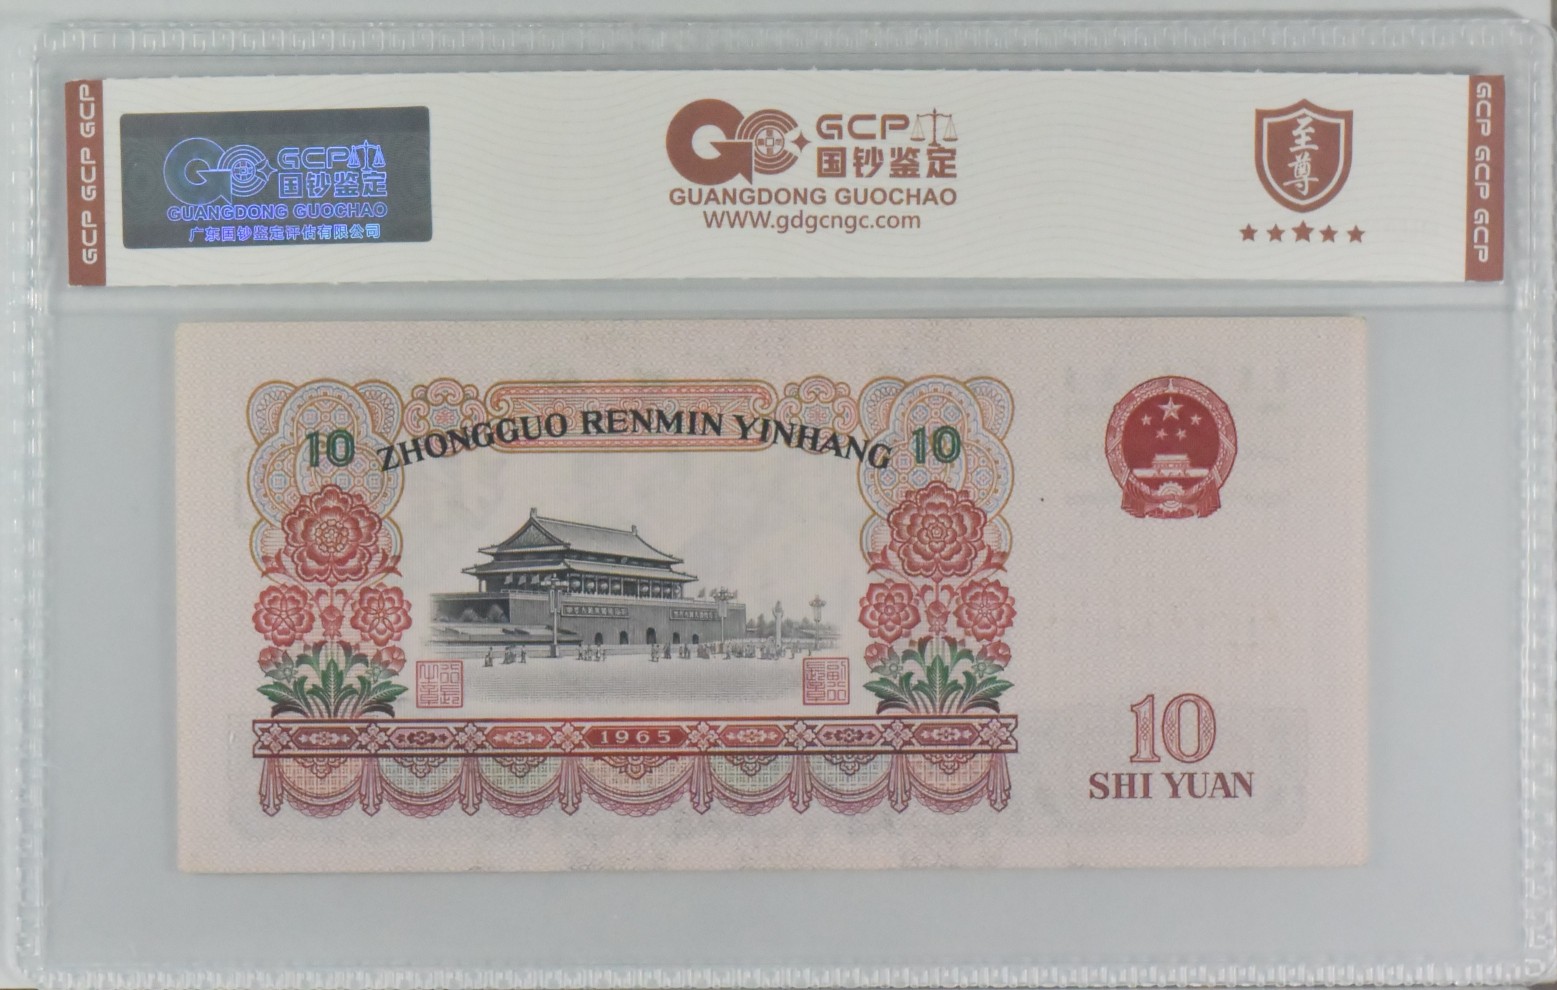 GCP GCP GCP
GCP
国钞鉴定
GUANGDONG GUOCHAO
广东国钞鉴定评估有限公司
GCP
国钞鉴定
GUANGDONG GUOCHAO
WWW.gdgcngc.com
至尊
GCP GCP GCP
10 ZHONGGUO RENMIN YINHANG 10
1965
10
SHI YUAN